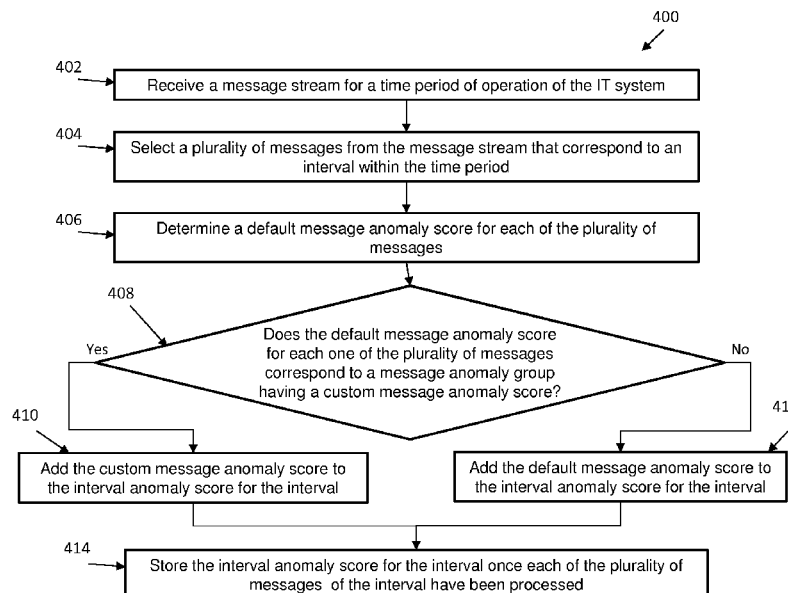 400
402
Receive a message stream for a time period of operation of the IT system
404
Select a plurality of messages from the message stream that correspond to an
interval within the time period
406
Determine a default message anomaly score for each of the plurality of
messages
408
Does the default message anomaly score
for each one of the plurality of messages
correspond to a message anomaly group
having a custom message anomaly score?
Yes
No
410
Add the custom message anomaly score to
the interval anomaly score for the interval
41
Add the default message anomaly score to
the interval anomaly score for the interval
414
Store the interval anomaly score for the interval once each of the plurality of
messages of the interval have been processed